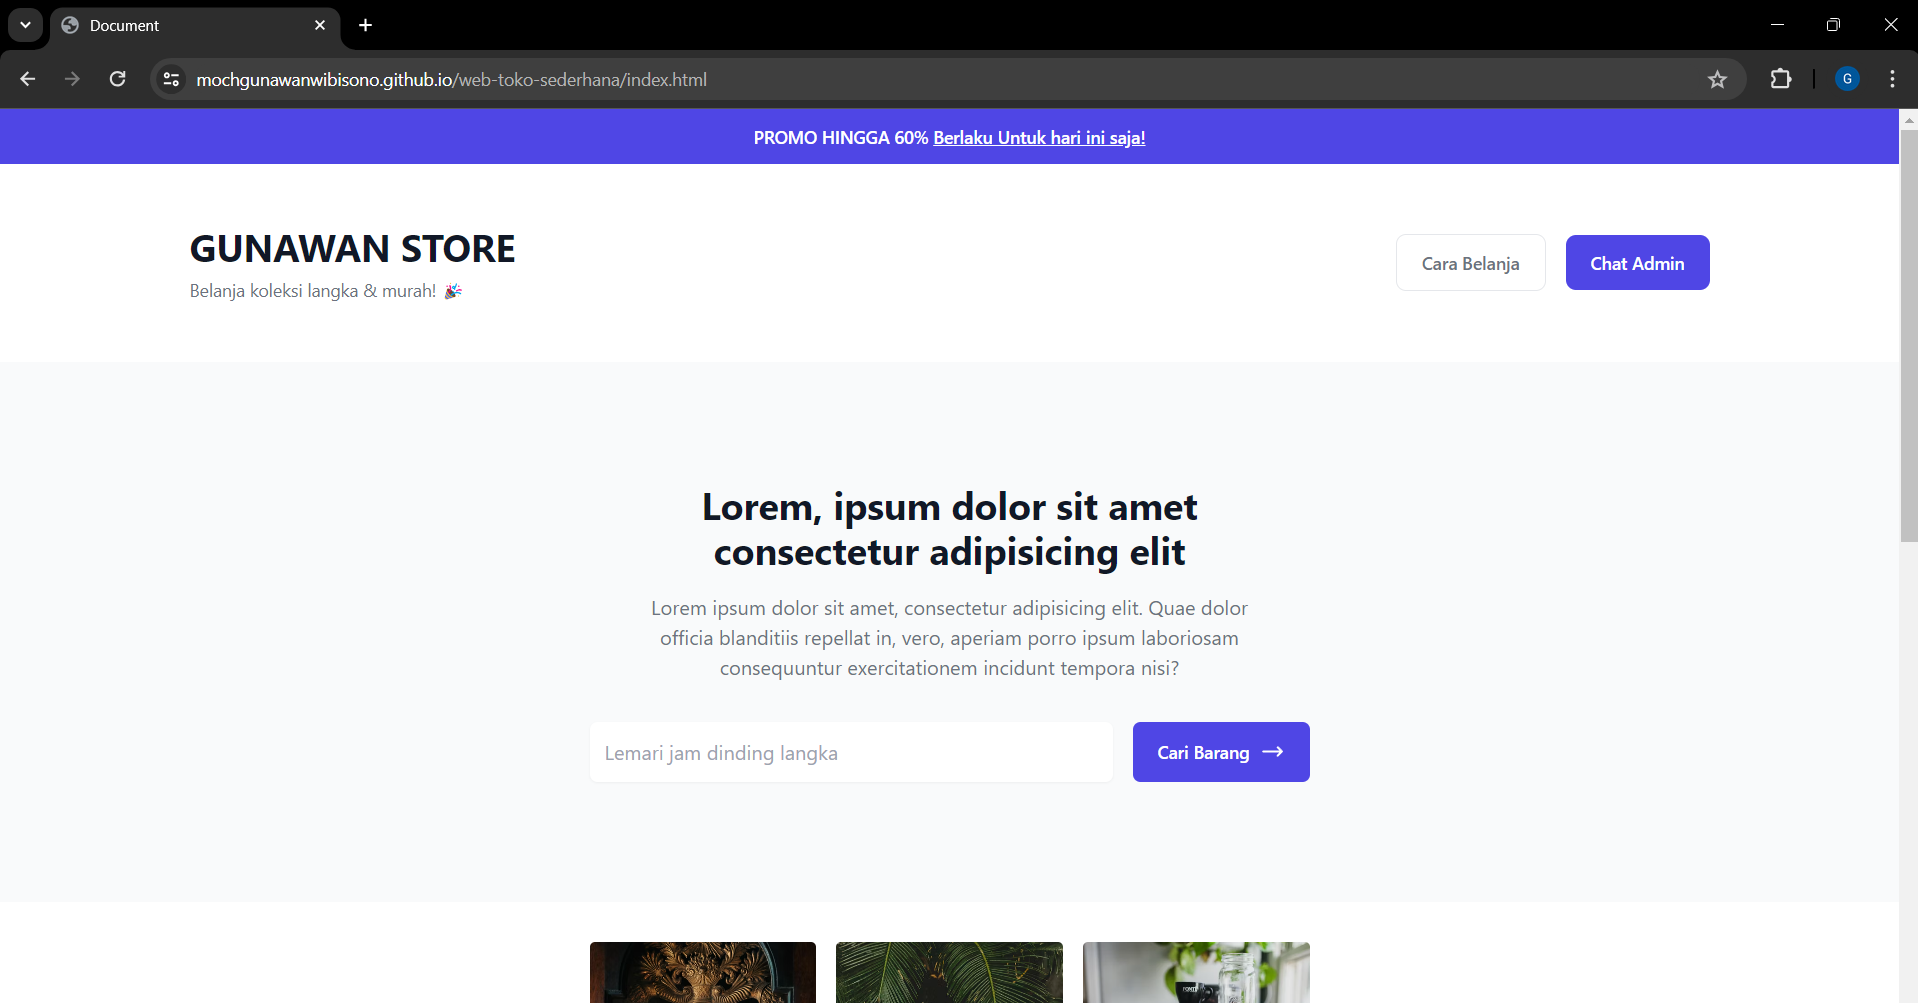 Document
mochgunawanwibisono.github.io/web-toko-sederhana/index.html
G
PROMO HINGGA 60% Berlaku Untuk hari ini saja!
GUNAWAN STORE
Belanja koleksi langka & murah! 🎉
Cara Belanja
Chat Admin
Lorem, ipsum dolor sit amet
consectetur adipisicing elit
Lorem ipsum dolor sit amet, consectetur adipisicing elit. Quae dolor
officia blanditiis repellat in, vero, aperiam porro ipsum laboriosam
consequuntur exercitationem incidunt tempora nisi?
Lemari jam dinding langka
Cari Barang →